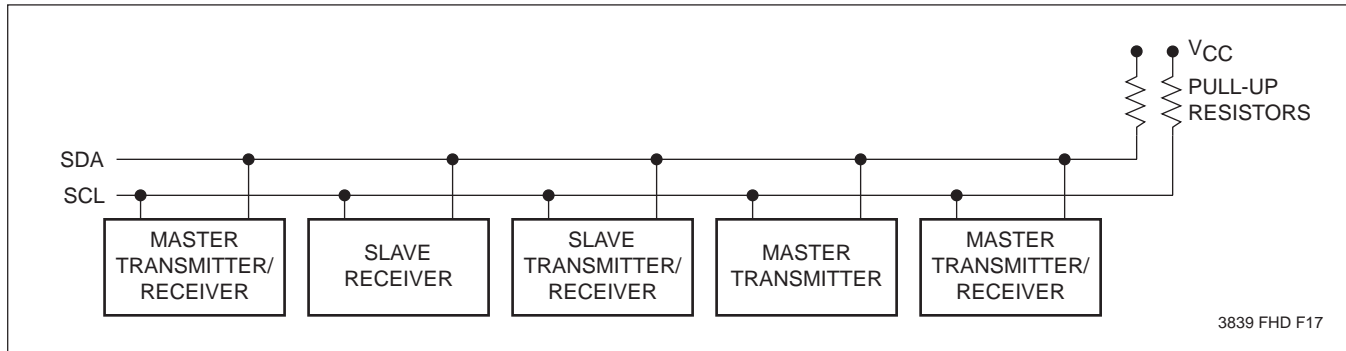 VCC
PULL-UP
RESISTORS
SDA
SCL
MASTER
TRANSMITTER/
RECEIVER
SLAVE
RECEIVER
SLAVE
TRANSMITTER/
RECEIVER
MASTER
TRANSMITTER
MASTER
TRANSMITTER/
RECEIVER
3839 FHD F17